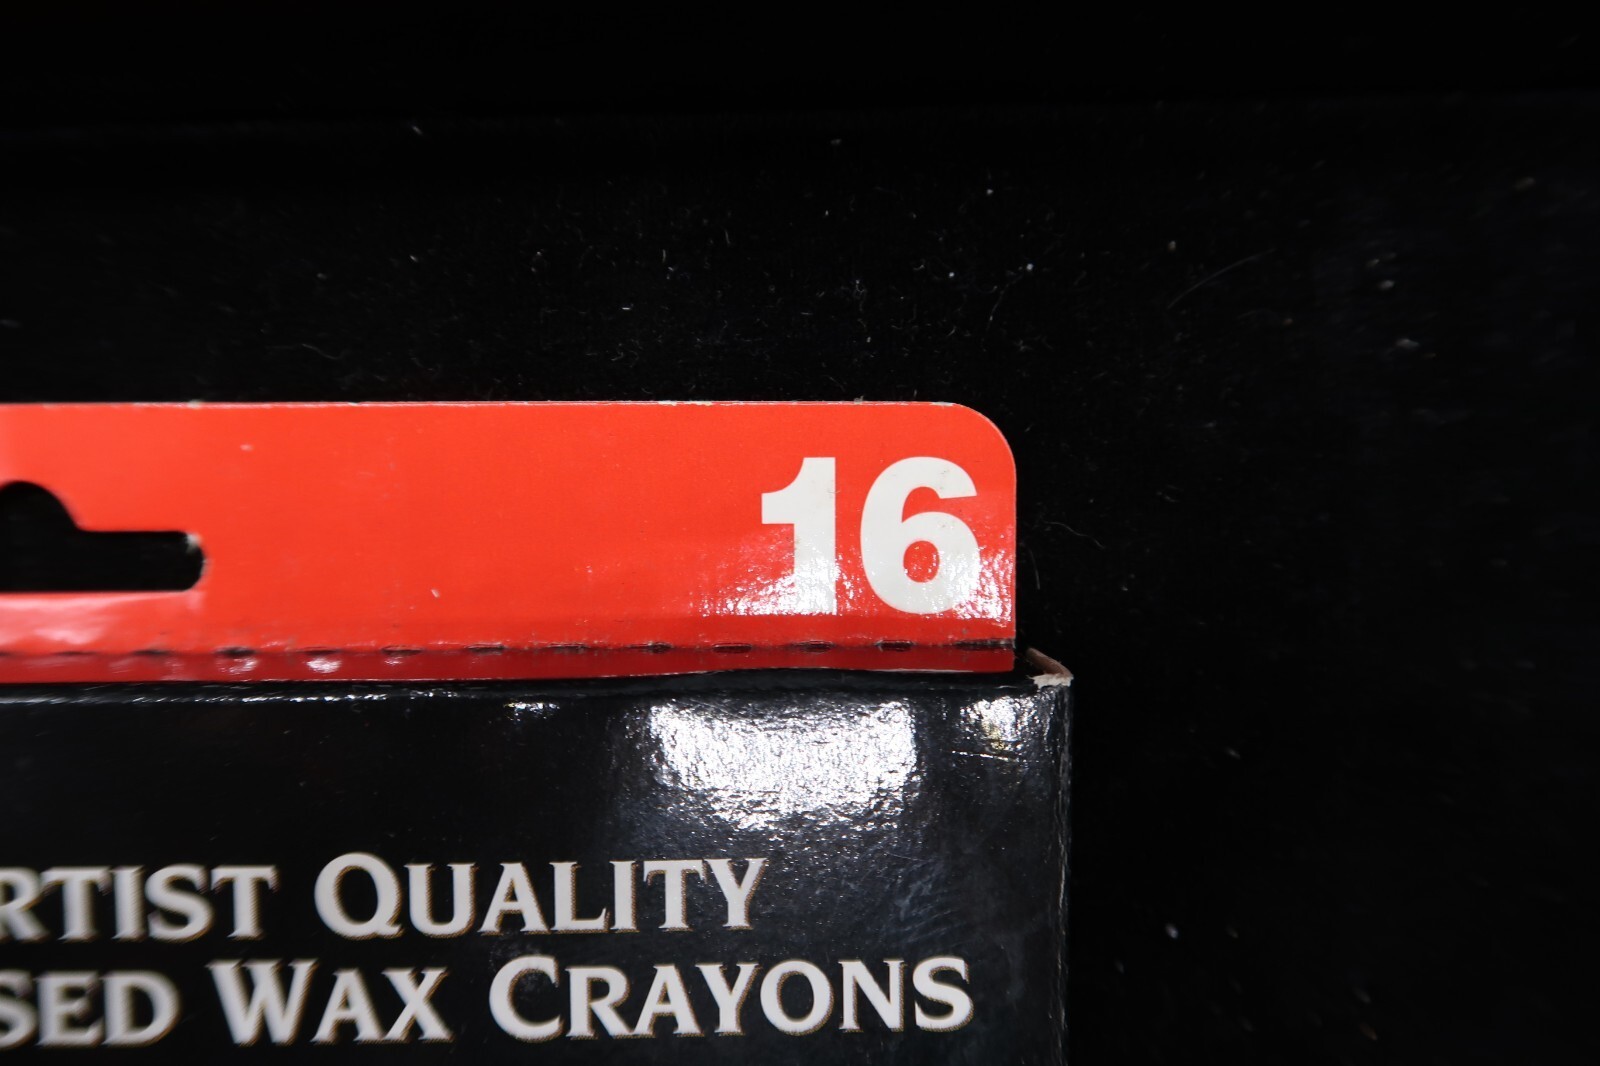 16
RTIST QUALITY
SED WAX CRAYONS